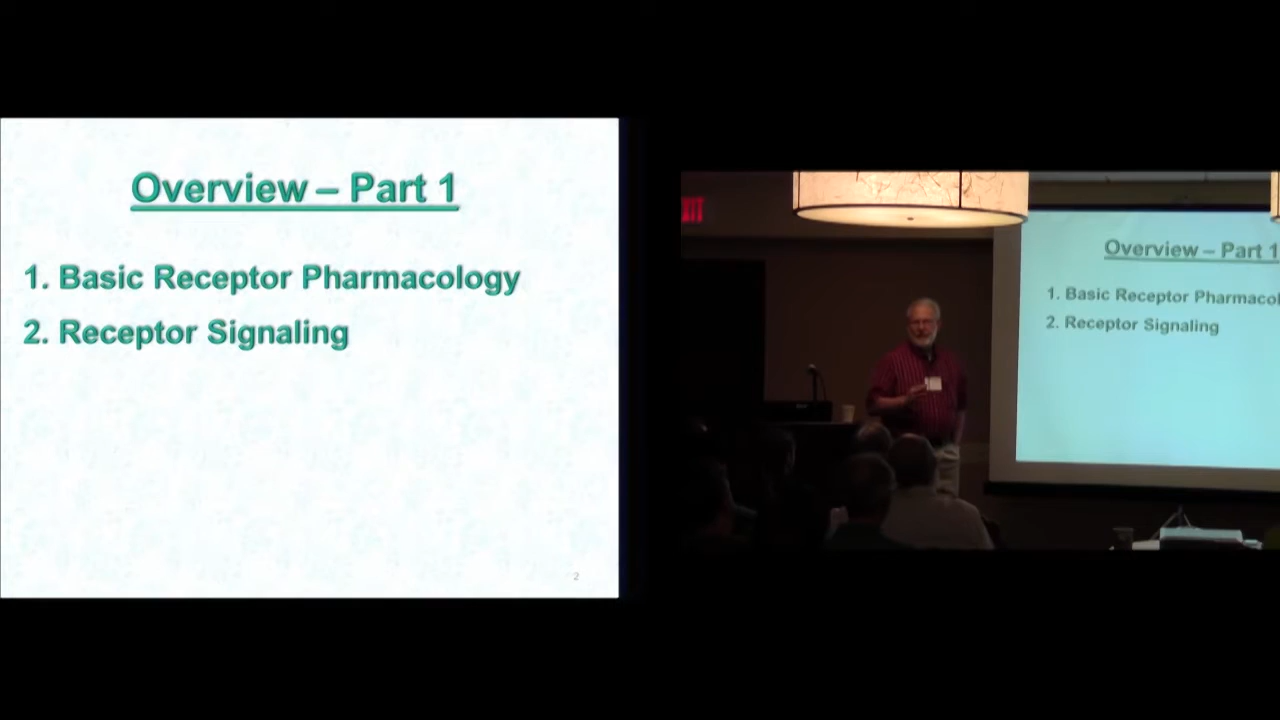 Overview – Part 1
1. Basic Receptor Pharmacology
2. Receptor Signaling
2
Overview – Part 1
1. Basic Receptor Pharmacol
2. Receptor Signaling